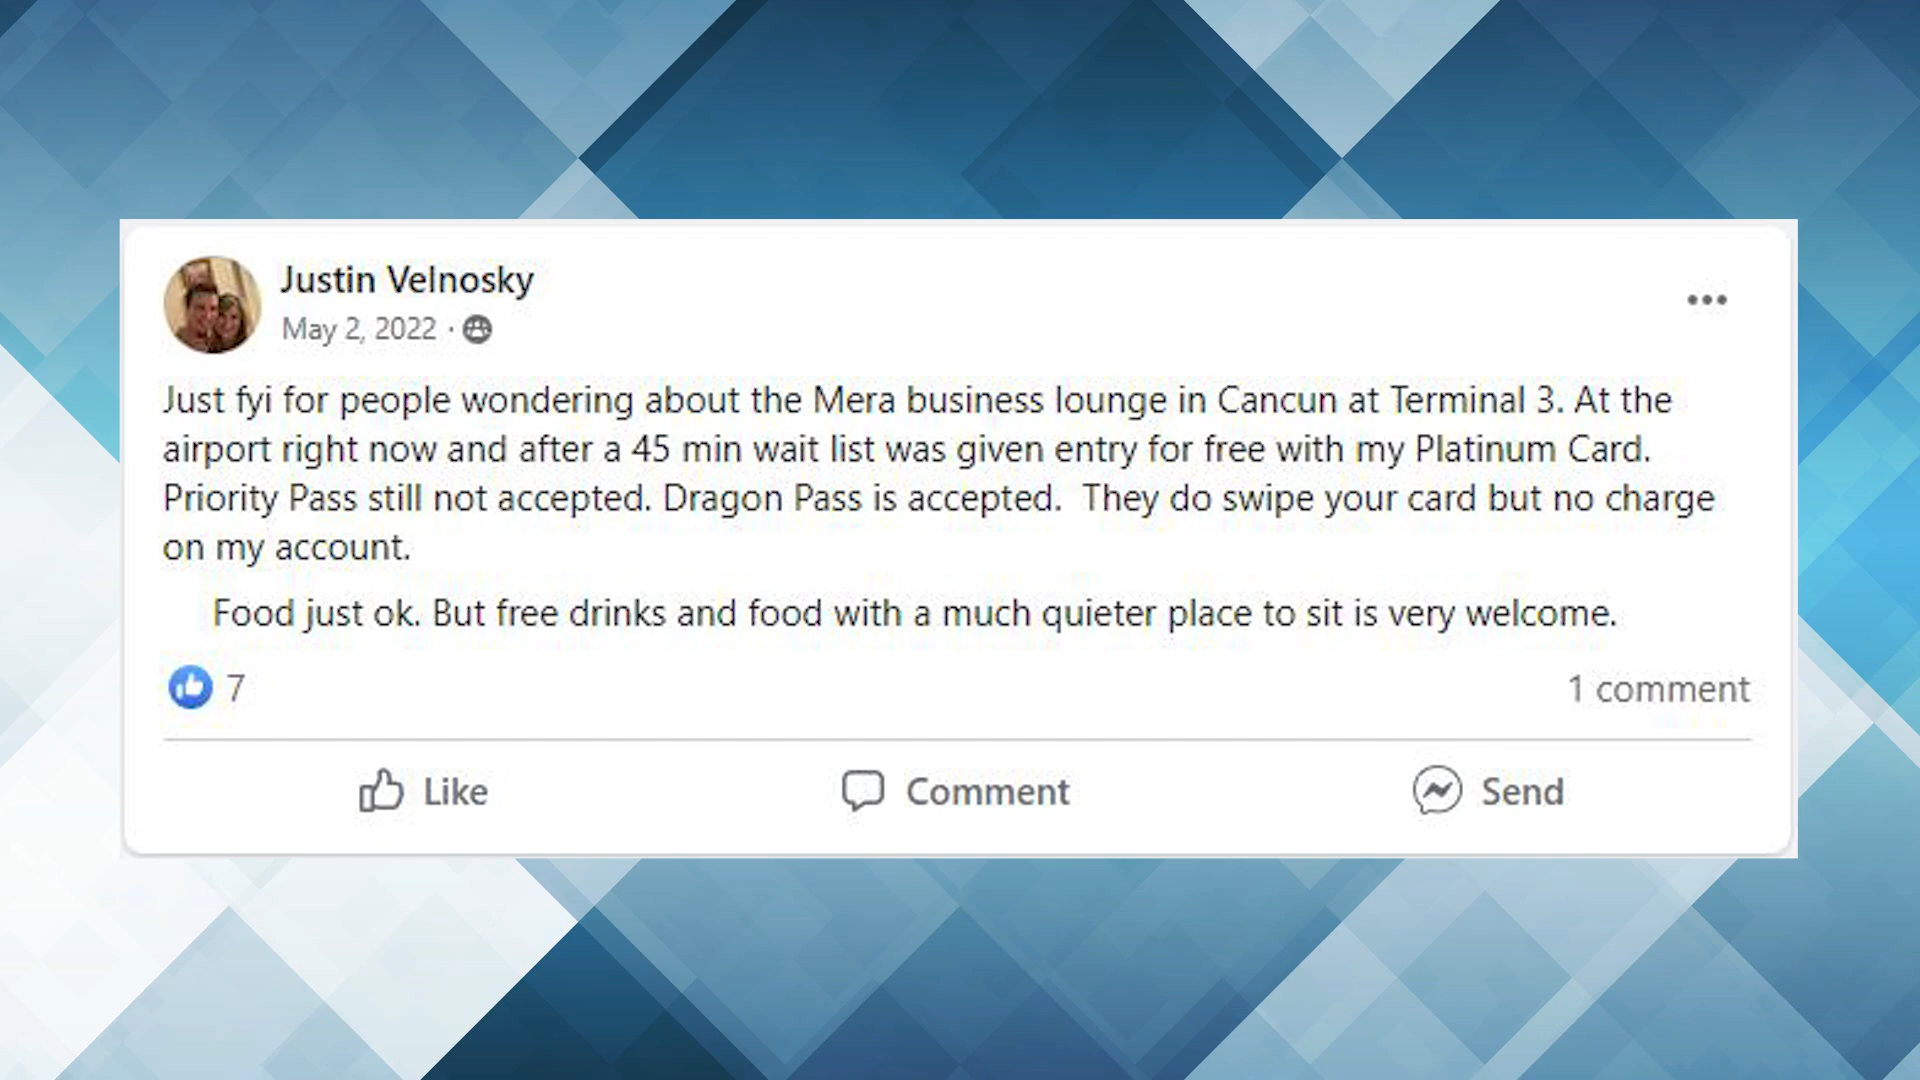 Justin Velnosky
May 2, 2022 ·
Just fyi for people wondering about the Mera business lounge in Cancun at Terminal 3. At the
airport right now and after a 45 min wait list was given entry for free with my Platinum Card.
Priority Pass still not accepted. Dragon Pass is accepted.  They do swipe your card but no charge
on my account.
Food just ok. But free drinks and food with a much quieter place to sit is very welcome.
7 1 comment
Like Comment Send